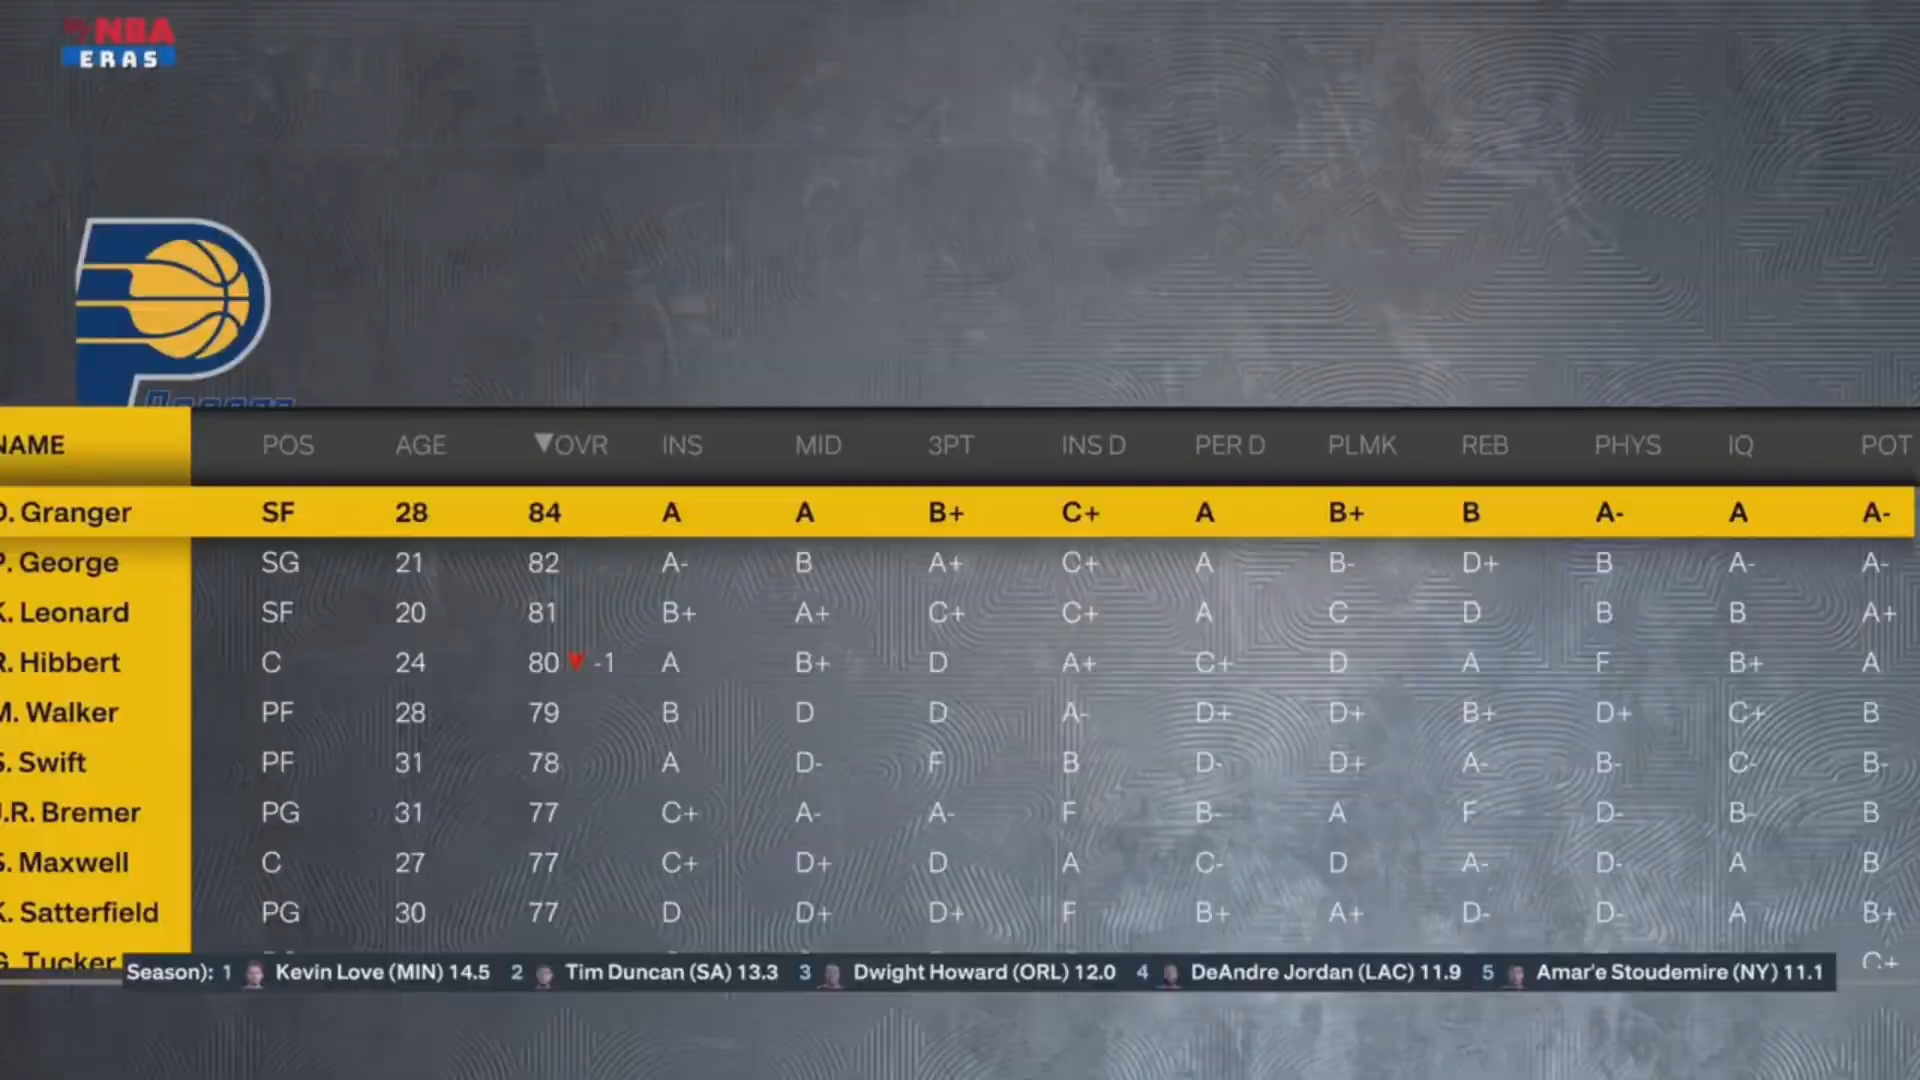 MyNBA
ERAS
NAME POS AGE ▼OVR INS MID 3PT INS D PER D PLMK REB PHYS IQ POT
D. Granger SF 28 84 A A B+ C+ A B+ B A- A A-
P. George SG 21 82 A- B A+ C+ A B- D+ B A- A-
K. Leonard SF 20 81 B+ A+ C+ C+ A C D B B A+
R. Hibbert C 24 80 ▼ -1 A B+ D A+ C+ D A F B+ A
M. Walker PF 28 79 B D D A- D+ D+ B+ D+ C+ B
S. Swift PF 31 78 A D- F B D- D+ A- B- C- B-
J.R. Bremer PG 31 77 C+ A- A- F B- A F D- B- B
S. Maxwell C 27 77 C+ D+ D A C- D A- D- A B
K. Satterfield PG 30 77 D D+ D+ F B+ A+ D- D- A B+
G. Tucker C+
Season): 1 Kevin Love (MIN) 14.5 2 Tim Duncan (SA) 13.3 3 Dwight Howard (ORL) 12.0 4 DeAndre Jordan (LAC) 11.9 5 Amar'e Stoudemire (NY) 11.1